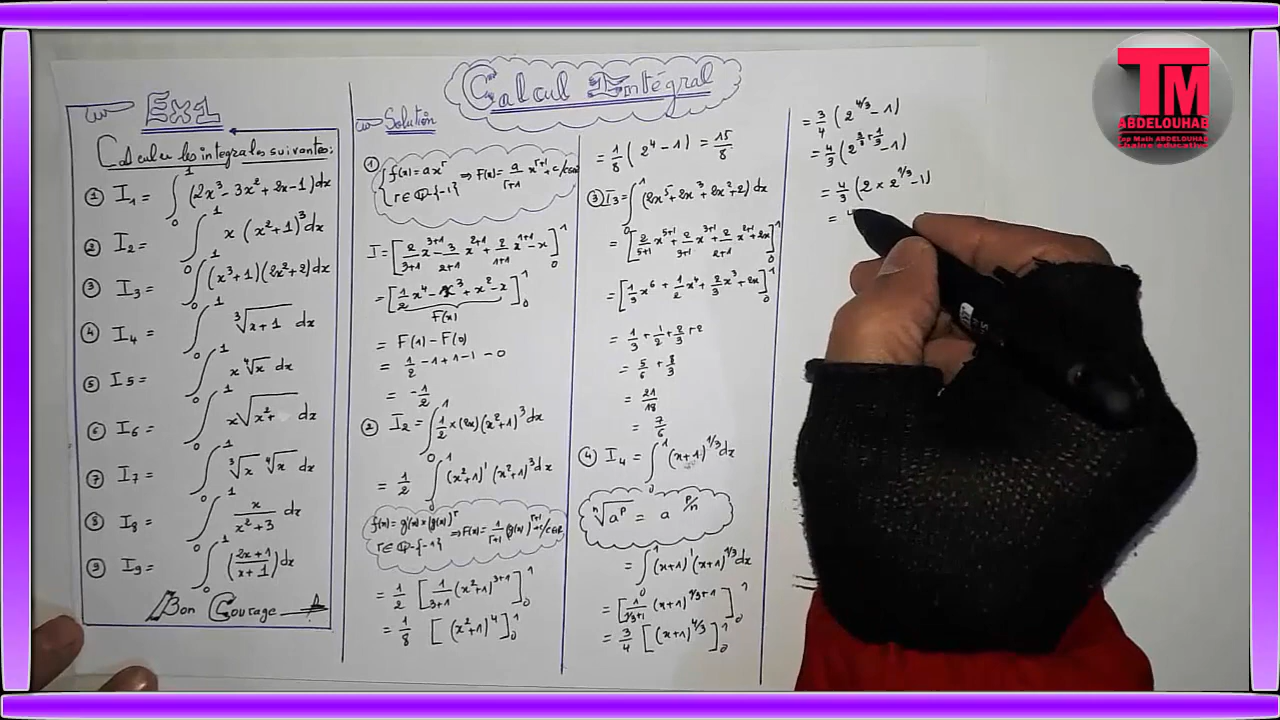 Calcul Intégral
TM
ABDELOUHAB
Top Math ABDELOUHAB
chaine éducative
Ex1
Calculer les integrales suivantes:
① I₁ = ∫₀¹ (2x³ - 3x² + 2x - 1) dx
② I₂ = ∫₀¹ x (x² + 1)³ dx
③ I₃ = ∫₀¹ (x³ + 1)(2x² + 2) dx
④ I₄ = ∫₀¹ ∛(x + 1) dx
⑤ I₅ = ∫₀¹ x ∜x dx
⑥ I₆ = ∫₀¹ x √(x² + ) dx
⑦ I₇ = ∫₀¹ ∛x ∜x dx
⑧ I₈ = ∫₀¹ x/(x² + 3) dx
⑨ I₉ = ∫₀¹ ((2x + 1)/(x + 1)) dx
Bon Courage
Solution
① { f(x) = a x^r
r ∈ ℚ - {-1} } ⇒ F(x) = a/(r+1) x^(r+1) + c / c ∈ ℝ
I = [2/(3+1) x^(3+1) - 3/(2+1) x^(2+1) + 2/(1+1) x^(1+1) - x]₀¹
= [1/2 x⁴ - x³ + x² - x]₀¹
F(x)
= F(1) - F(0)
= 1/2 - 1 + 1 - 1 - 0
= -1/2
② I₂ = ∫₀¹ 1/2 × (2x)(x² + 1)³ dx
= 1/2 ∫₀¹ (x² + 1)' (x² + 1)³ dx
f(x) = g'(x) × (g(x))^r
r ∈ ℚ - {-1} ⇒ F(x) = 1/(r+1) (g(x))^(r+1) + c / c ∈ ℝ
= 1/2 [1/(3+1) (x² + 1)^(3+1)]₀¹
= 1/8 [(x² + 1)⁴]₀¹
= 1/8 (2⁴ - 1) = 15/8
③ I₃ = ∫₀¹ (2x⁵ + 2x³ + 2x² + 2) dx
= [2/(5+1) x^(5+1) + 2/(3+1) x^(3+1) + 2/(2+1) x^(2+1) + 2x]₀¹
= [1/3 x⁶ + 1/2 x⁴ + 2/3 x³ + 2x]₀¹
= 1/3 + 1/2 + 2/3 + 2
= 5/6 + 8/3
= 21/18
= 7/6
④ I₄ = ∫₀¹ (x + 1)^(1/3) dx
ⁿ√(a^p) = a^(p/n)
= ∫₀¹ (x + 1)' (x + 1)^(1/3) dx
= [1/(1/3+1) (x + 1)^(1/3+1)]₀¹
= 3/4 [(x + 1)^(4/3)]₀¹
= 3/4 (2^(4/3) - 1)
= 4/3 (2^(3/3 + 1/3) - 1)
= 4/3 (2 × 2^(1/3) - 1)
= 4